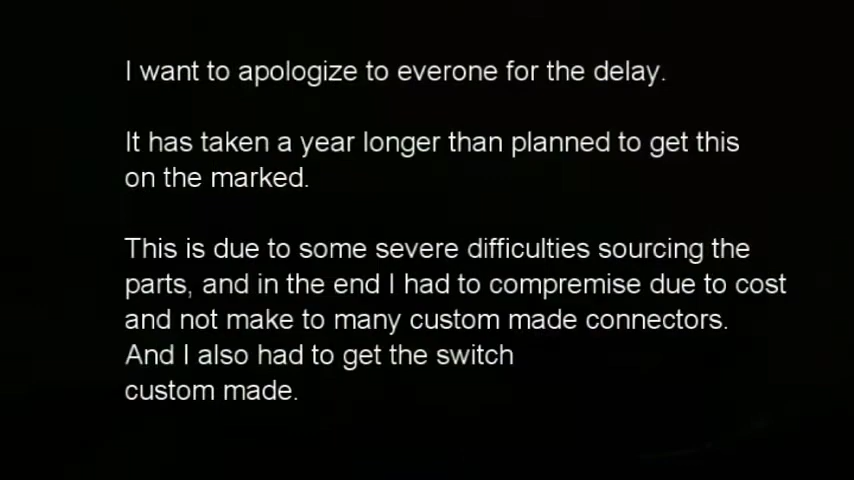 I want to apologize to everone for the delay.
It has taken a year longer than planned to get this
on the marked.
This is due to some severe difficulties sourcing the
parts, and in the end I had to compremise due to cost
and not make to many custom made connectors.
And I also had to get the switch
custom made.